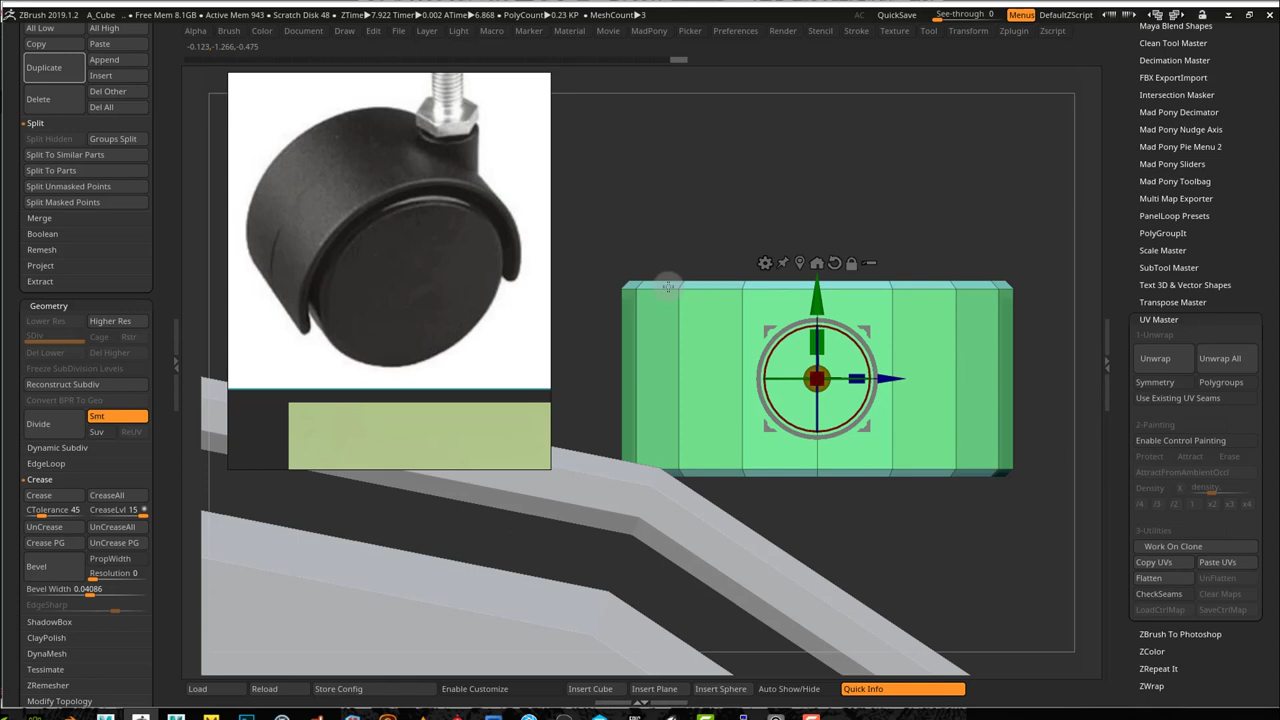 ZBrush 2019.1.2 A_Cube .. • Free Mem 8.1GB • Active Mem 943 • Scratch Disk 48 • ZTime▸7.922 Timer▸0.002 ATime▸6.868 • PolyCount▸0.23 KP • MeshCount▸3 AC QuickSave See-through 0 Menus DefaultZScript
Alpha Brush Color Document Draw Edit File Layer Light Macro Marker Material Movie MadPony Picker Preferences Render Stencil Stroke Texture Tool Transform Zplugin Zscript
-0.123,-1.266,-0.475
All Low All High
Copy Paste
Duplicate Append
Insert
Delete Del Other
Del All
Split
Split Hidden Groups Split
Split To Similar Parts
Split To Parts
Split Unmasked Points
Split Masked Points
Merge
Boolean
Remesh
Project
Extract
Geometry
Lower Res Higher Res
SDiv Cage Rstr
Del Lower Del Higher
Freeze SubDivision Levels
Reconstruct Subdiv
Convert BPR To Geo
Divide Smt
Suv ReUV
Dynamic Subdiv
EdgeLoop
Crease
Crease CreaseAll
CTolerance 45 CreaseLvl 15
UnCrease UnCreaseAll
Crease PG UnCrease PG
Bevel PropWidth
Resolution 0
Bevel Width 0.04086
EdgeSharp
ShadowBox
ClayPolish
DynaMesh
Tessimate
ZRemesher
Modify Topology
Maya Blend Shapes
Clean Tool Master
Decimation Master
FBX ExportImport
Intersection Masker
Mad Pony Decimator
Mad Pony Nudge Axis
Mad Pony Pie Menu 2
Mad Pony Sliders
Mad Pony Toolbag
Multi Map Exporter
PanelLoop Presets
PolyGroupIt
Scale Master
SubTool Master
Text 3D & Vector Shapes
Transpose Master
UV Master
1-Unwrap
Unwrap Unwrap All
Symmetry Polygroups
Use Existing UV Seams
2-Painting
Enable Control Painting
Protect Attract Erase
AttractFromAmbientOccl
Density X density.
/4 /3 /2 1 x2 x3 x4
3-Utilities
Work On Clone
Copy UVs Paste UVs
Flatten UnFlatten
CheckSeams Clear Maps
LoadCtrlMap SaveCtrlMap
ZBrush To Photoshop
ZColor
ZRepeat It
ZWrap
Load Reload Store Config Enable Customize Insert Cube Insert Plane Insert Sphere Auto Show/Hide Quick Info